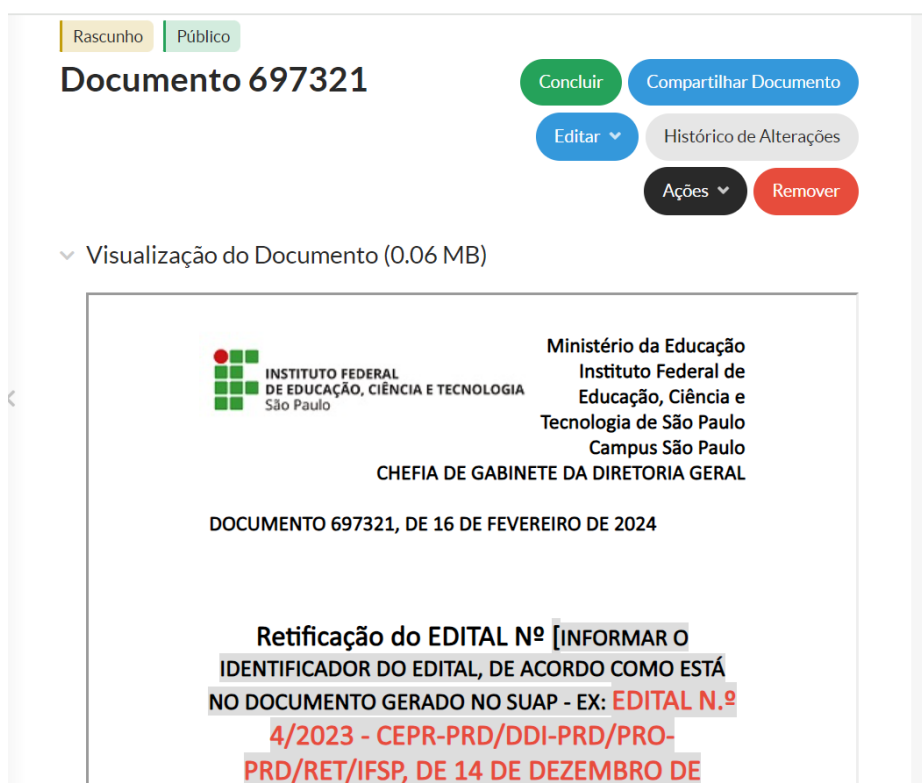 Rascunho
Público
Documento 697321
Concluir
Compartilhar Documento
Editar
Histórico de Alterações
Ações
Remover
Visualização do Documento (0.06 MB)
INSTITUTO FEDERAL
DE EDUCAÇÃO, CIÊNCIA E TECNOLOGIA
São Paulo
Ministério da Educação
Instituto Federal de
Educação, Ciência e
Tecnologia de São Paulo
Campus São Paulo
CHEFIA DE GABINETE DA DIRETORIA GERAL
DOCUMENTO 697321, DE 16 DE FEVEREIRO DE 2024
Retificação do EDITAL Nº [INFORMAR O
IDENTIFICADOR DO EDITAL, DE ACORDO COMO ESTÁ
NO DOCUMENTO GERADO NO SUAP - EX: EDITAL N.º
4/2023 - CEPR-PRD/DDI-PRD/PRO-
PRD/RET/IFSP, DE 14 DE DEZEMBRO DE